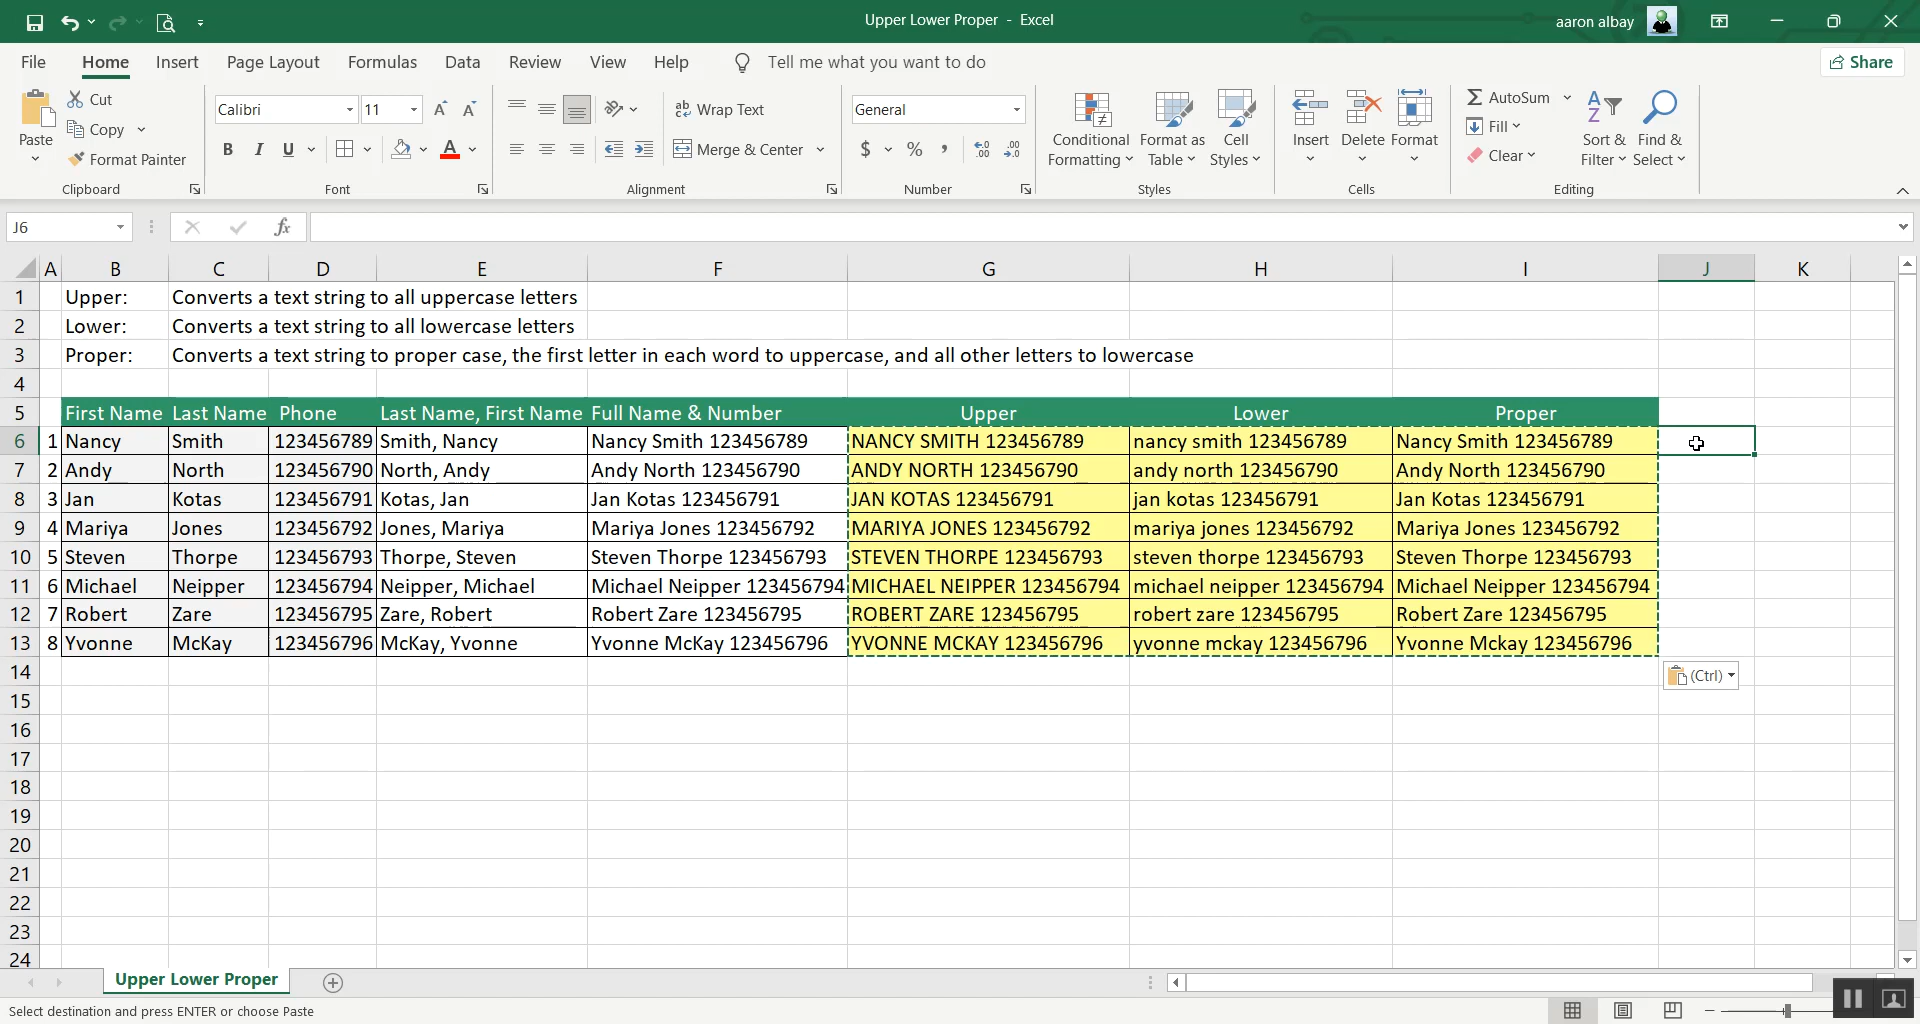 Upper Lower Proper - Excel
aaron albay
File Home Insert Page Layout Formulas Data Review View Help Tell me what you want to do Share
Paste
Cut
Copy
Format Painter
Clipboard
Calibri 11
B I U A
Font
ab Wrap Text
Merge & Center
Alignment
General
$ % ,
Number
Conditional Formatting
Format as Table
Cell Styles
Styles
Insert Delete Format
Cells
AutoSum
Fill
Clear
Sort & Filter
Find & Select
Editing
J6 fx
A B C D E F G H I J K
1 Upper: Converts a text string to all uppercase letters
2 Lower: Converts a text string to all lowercase letters
3 Proper: Converts a text string to proper case, the first letter in each word to uppercase, and all other letters to lowercase
4
5 First Name Last Name Phone Last Name, First Name Full Name & Number Upper Lower Proper
6 1 Nancy Smith 123456789 Smith, Nancy Nancy Smith 123456789 NANCY SMITH 123456789 nancy smith 123456789 Nancy Smith 123456789
7 2 Andy North 123456790 North, Andy Andy North 123456790 ANDY NORTH 123456790 andy north 123456790 Andy North 123456790
8 3 Jan Kotas 123456791 Kotas, Jan Jan Kotas 123456791 JAN KOTAS 123456791 jan kotas 123456791 Jan Kotas 123456791
9 4 Mariya Jones 123456792 Jones, Mariya Mariya Jones 123456792 MARIYA JONES 123456792 mariya jones 123456792 Mariya Jones 123456792
10 5 Steven Thorpe 123456793 Thorpe, Steven Steven Thorpe 123456793 STEVEN THORPE 123456793 steven thorpe 123456793 Steven Thorpe 123456793
11 6 Michael Neipper 123456794 Neipper, Michael Michael Neipper 123456794 MICHAEL NEIPPER 123456794 michael neipper 123456794 Michael Neipper 123456794
12 7 Robert Zare 123456795 Zare, Robert Robert Zare 123456795 ROBERT ZARE 123456795 robert zare 123456795 Robert Zare 123456795
13 8 Yvonne McKay 123456796 McKay, Yvonne Yvonne McKay 123456796 YVONNE MCKAY 123456796 yvonne mckay 123456796 Yvonne Mckay 123456796
14 (Ctrl)
15
16
17
18
19
20
21
22
23
24
Upper Lower Proper
Select destination and press ENTER or choose Paste